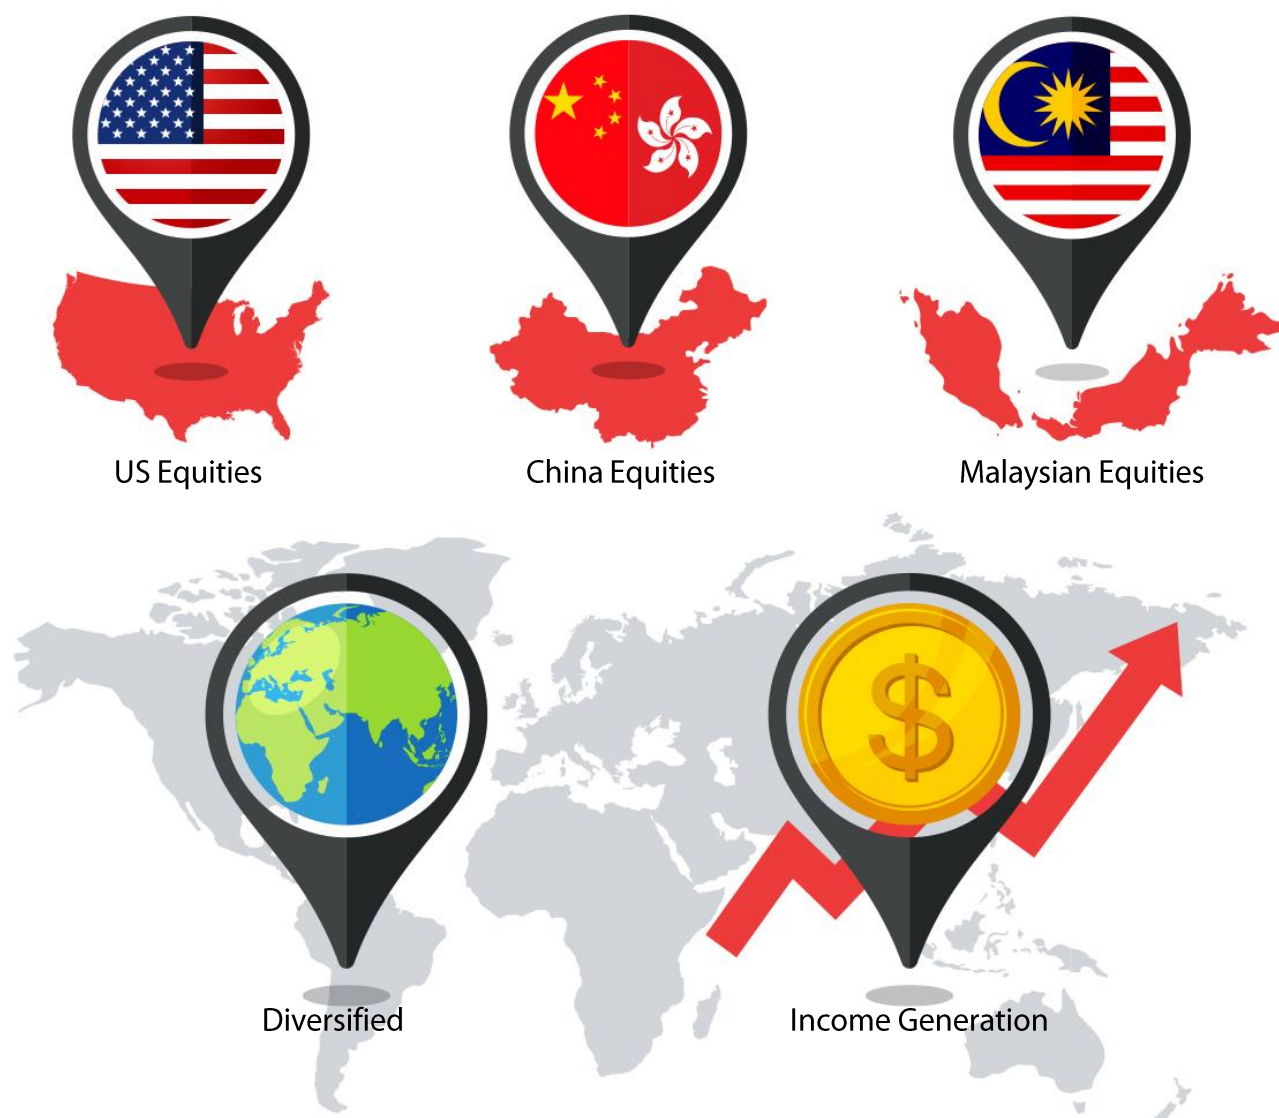 US Equities
China Equities
Malaysian Equities
Diversified
Income Generation